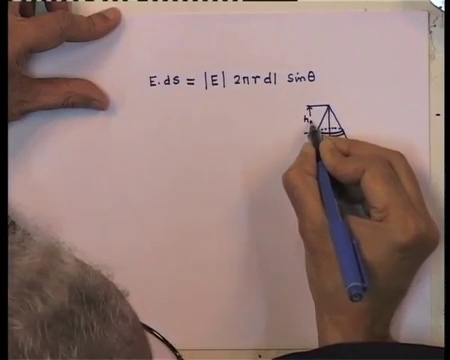 E. ds = |E| 2πr dl sinθ
h